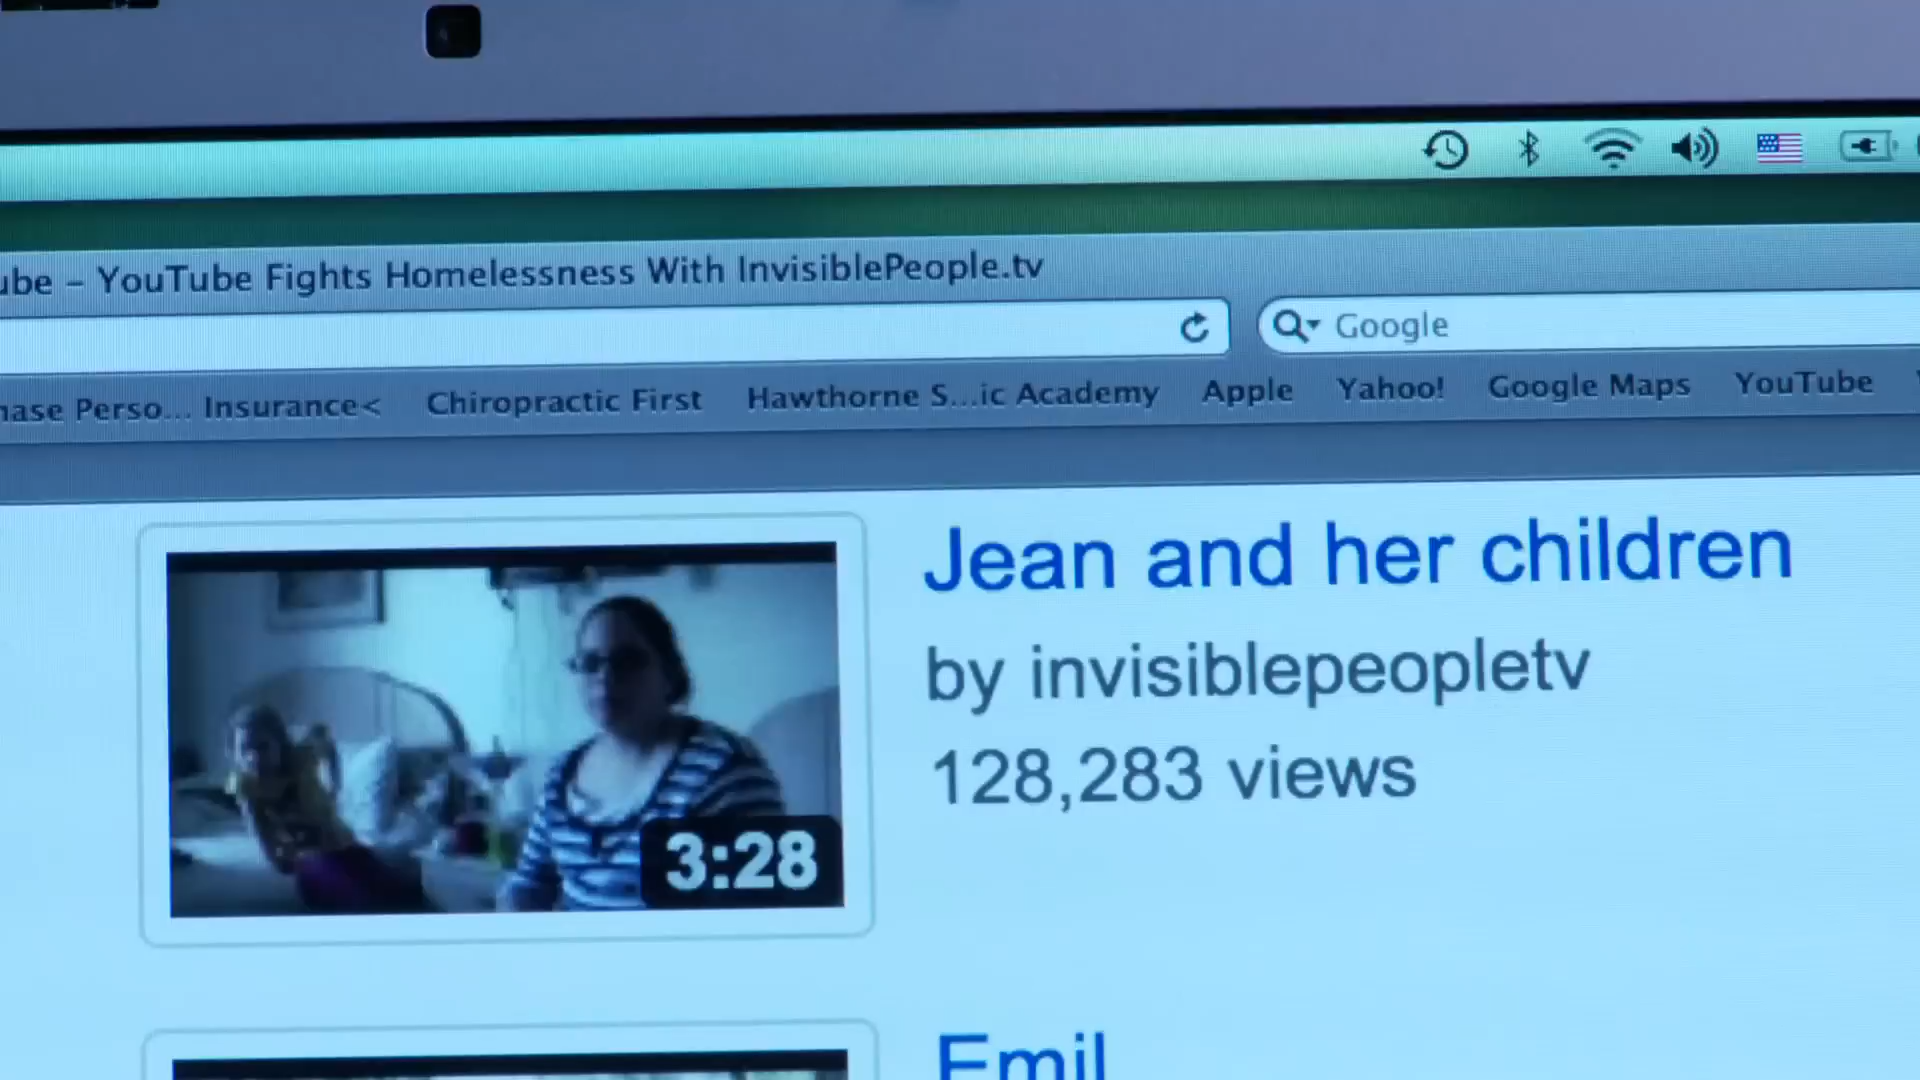 ube – YouTube Fights Homelessness With InvisiblePeople.tv
Google
hase Perso... Insurance< Chiropractic First Hawthorne S...ic Academy Apple Yahoo! Google Maps YouTube
Jean and her children
by invisiblepeopletv
128,283 views
3:28
Emil